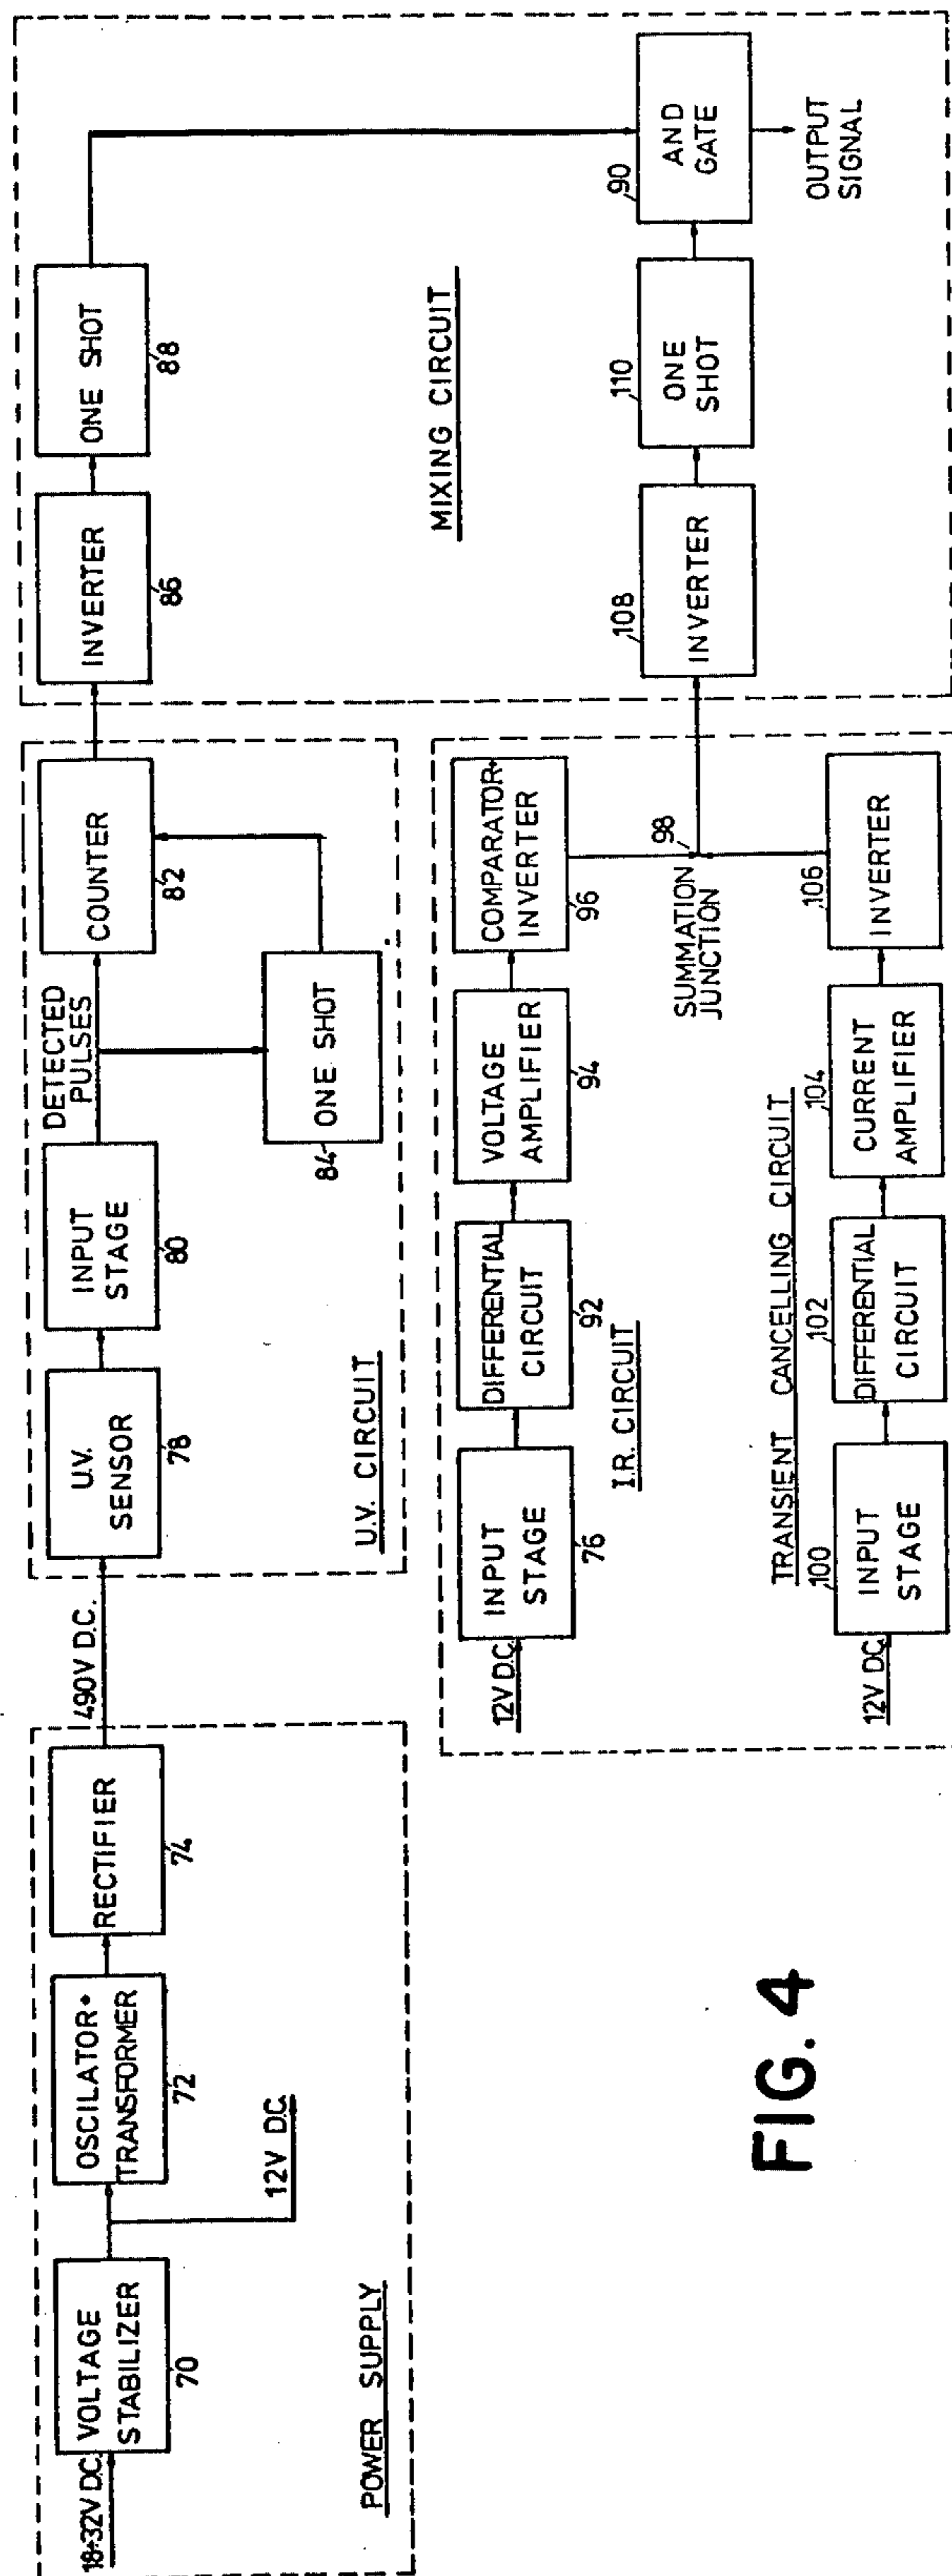 18÷32V D.C.
VOLTAGE
STABILIZER
70
OSCILATOR+
TRANSFORMER
72
12V D.C.
RECTIFIER
74
POWER SUPPLY
490V D.C.
U.V.
SENSOR
78
INPUT
STAGE
80
DETECTED
PULSES
COUNTER
82
84
ONE SHOT
U.V. CIRCUIT
INVERTER
86
ONE SHOT
88
MIXING CIRCUIT
12V D.C.
INPUT
STAGE
76
DIFFERENTIAL
CIRCUIT
92
VOLTAGE
AMPLIFIER
94
COMPARATOR+
INVERTER
96
I.R. CIRCUIT
SUMMATION
JUNCTION
98
TRANSIENT CANCELLING CIRCUIT
12V D.C.
100
INPUT
STAGE
102
DIFFERENTIAL
CIRCUIT
104
CURRENT
AMPLIFIER
106
INVERTER
108
INVERTER
110
ONE
SHOT
90
AND
GATE
OUTPUT
SIGNAL
FIG. 4